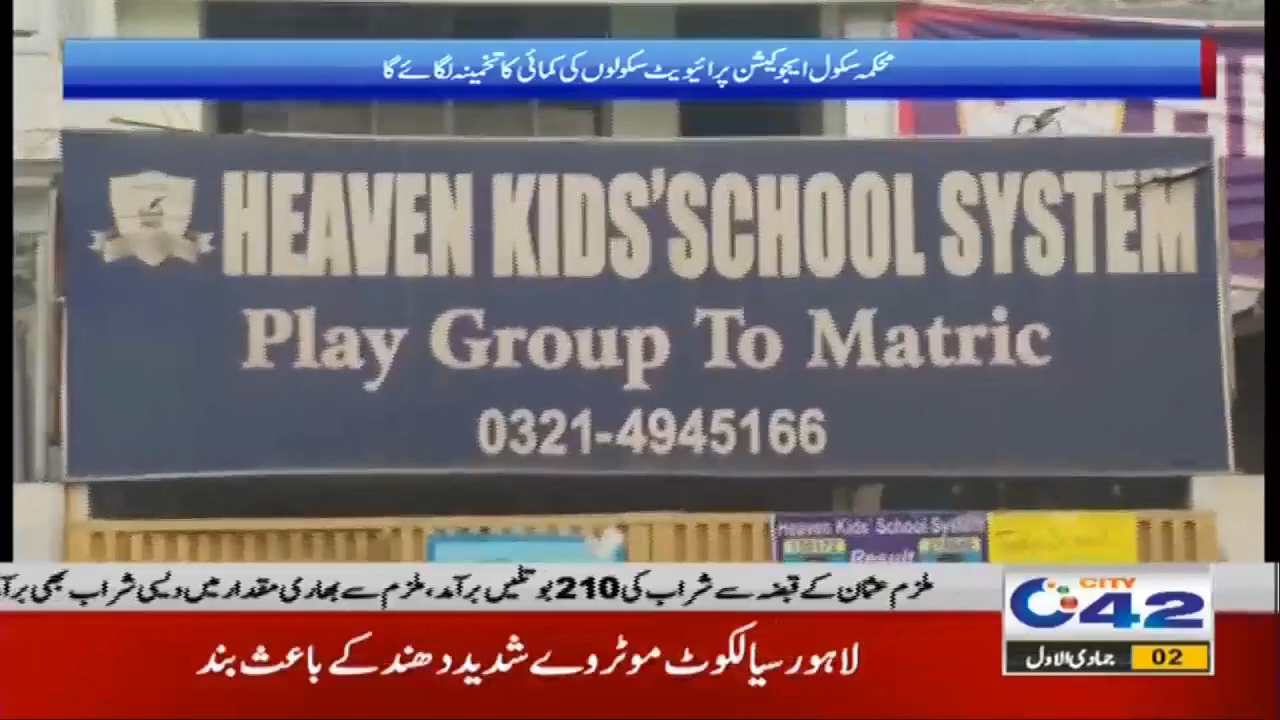 محکمہ سکول ایجوکیشن پرائیویٹ سکولوں کی کمائی کا تخمینہ لگائے گا
HEAVEN KIDS'SCHOOL SYSTEM
Play Group To Matric
0321-4945166
Heaven Kids' School System
Result
ملزم عثمان کے قبضہ سے شراب کی 210 بوتلیں برآمد، ملزم سے بھاری مقدار میں دیسی شراب بھی
CITY 42
لاہور سیالکوٹ موٹروے شدید دھند کے باعث بند
جمادی الاول 02